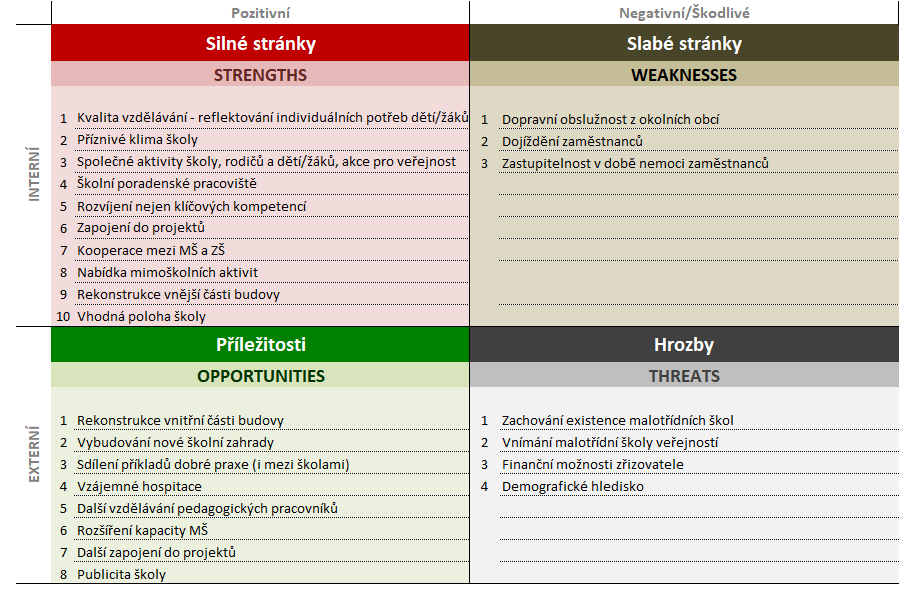 Pozitivní
Negativní/Škodlivé
Silné stránky
Slabé stránky
STRENGTHS
WEAKNESSES
INTERNÍ
1 Kvalita vzdělávání - reflektování individuálních potřeb dětí/žáků
2 Příznivé klima školy
3 Společné aktivity školy, rodičů a dětí/žáků, akce pro veřejnost
4 Školní poradenské pracoviště
5 Rozvíjení nejen klíčových kompetencí
6 Zapojení do projektů
7 Kooperace mezi MŠ a ZŠ
8 Nabídka mimoškolních aktivit
9 Rekonstrukce vnější části budovy
10 Vhodná poloha školy
1 Dopravní obslužnost z okolních obcí
2 Dojíždění zaměstnanců
3 Zastupitelnost v době nemoci zaměstnanců
Příležitosti
Hrozby
OPPORTUNITIES
THREATS
EXTERNÍ
1 Rekonstrukce vnitřní části budovy
2 Vybudování nové školní zahrady
3 Sdílení příkladů dobré praxe (i mezi školami)
4 Vzájemné hospitace
5 Další vzdělávání pedagogických pracovníků
6 Rozšíření kapacity MŠ
7 Další zapojení do projektů
8 Publicita školy
1 Zachování existence malotřídních škol
2 Vnímání malotřídní školy veřejností
3 Finanční možnosti zřizovatele
4 Demografické hledisko